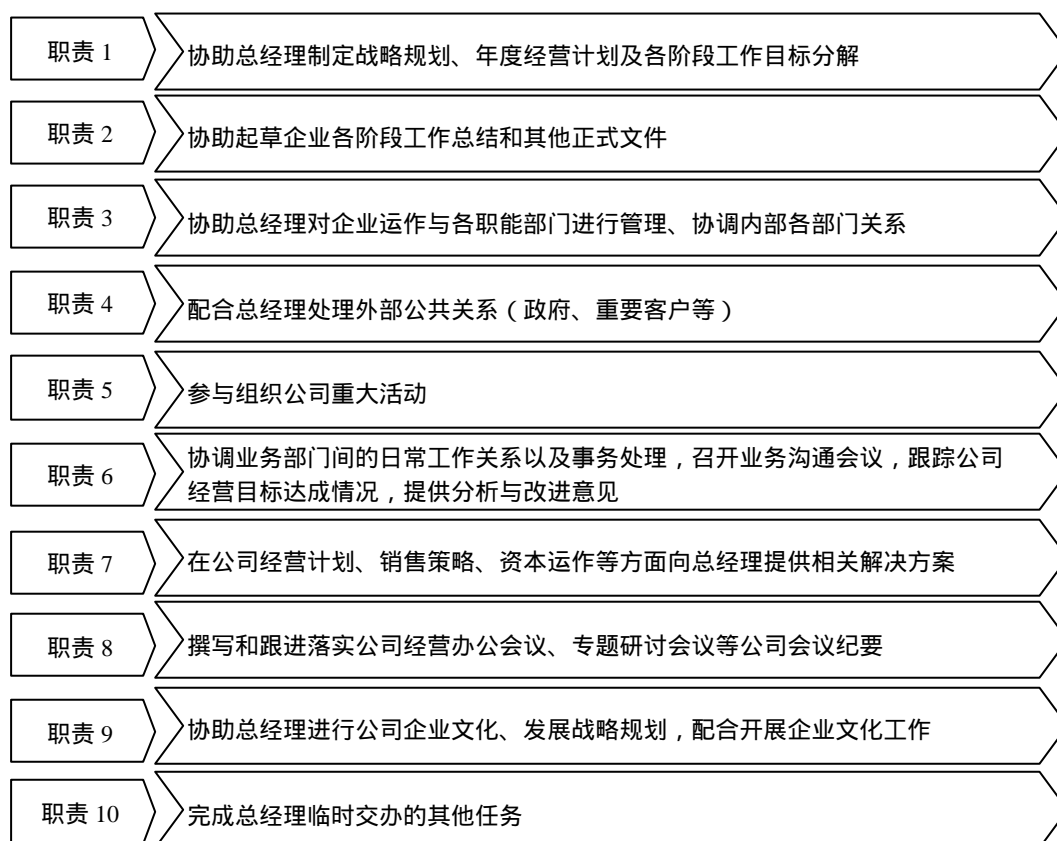 职责 1
协助总经理制定战略规划、年度经营计划及各阶段工作目标分解
职责 2
协助起草企业各阶段工作总结和其他正式文件
职责 3
协助总经理对企业运作与各职能部门进行管理、协调内部各部门关系
职责 4
配合总经理处理外部公共关系（政府、重要客户等）
职责 5
参与组织公司重大活动
职责 6
协调业务部门间的日常工作关系以及事务处理，召开业务沟通会议，跟踪公司
经营目标达成情况，提供分析与改进意见
职责 7
在公司经营计划、销售策略、资本运作等方面向总经理提供相关解决方案
职责 8
撰写和跟进落实公司经营办公会议、专题研讨会议等公司会议纪要
职责 9
协助总经理进行公司企业文化、发展战略规划，配合开展企业文化工作
职责 10
完成总经理临时交办的其他任务